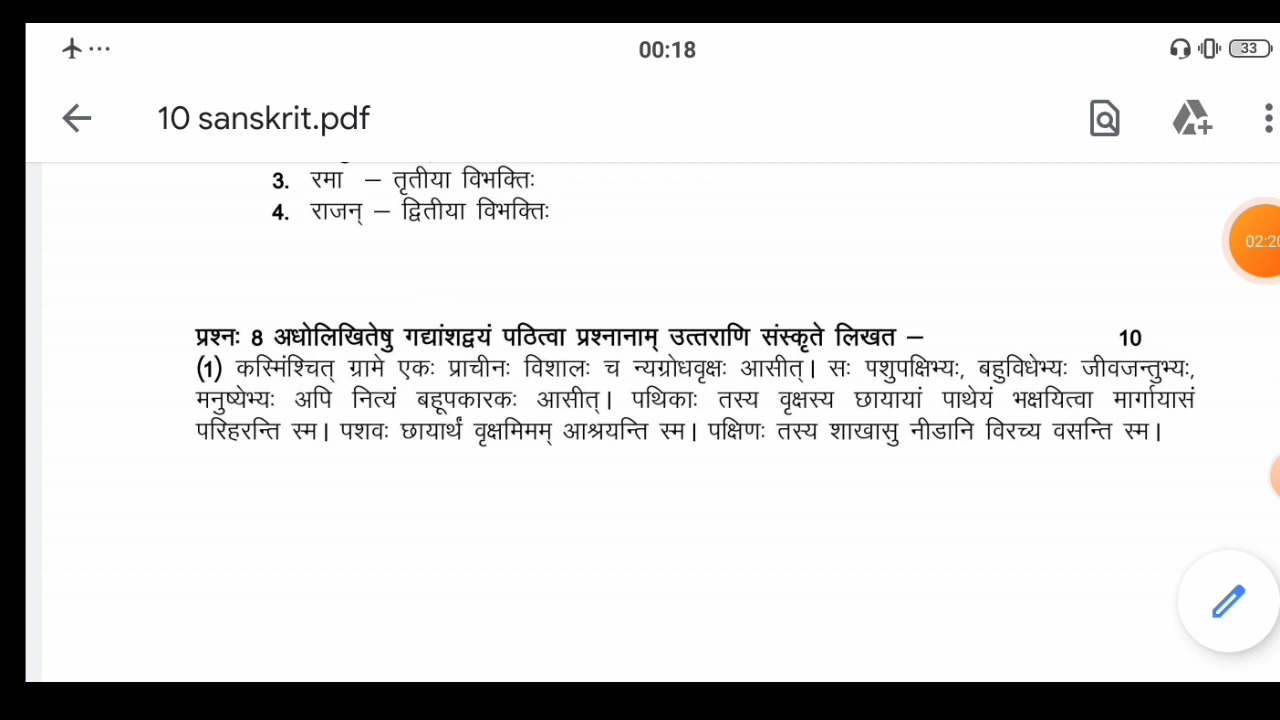 00:18
33
10 sanskrit.pdf
3. रमा – तृतीया विभक्तिः
4. राजन् – द्वितीया विभक्तिः
02:20
प्रश्नः 8 अधोलिखितेषु गद्यांशद्वयं पठित्वा प्रश्नानाम् उत्तराणि संस्कृते लिखत – 10
(1) कस्मिंश्चित् ग्रामे एकः प्राचीनः विशालः च न्यग्रोधवृक्षः आसीत्। सः पशुपक्षिभ्यः, बहुविधेभ्यः जीवजन्तुभ्यः,
मनुष्येभ्यः अपि नित्यं बहूपकारकः आसीत्। पथिकाः तस्य वृक्षस्य छायायां पाथेयं भक्षयित्वा मार्गायासं
परिहरन्ति स्म। पशवः छायार्थं वृक्षमिमम् आश्रयन्ति स्म। पक्षिणः तस्य शाखासु नीडानि विरच्य वसन्ति स्म।